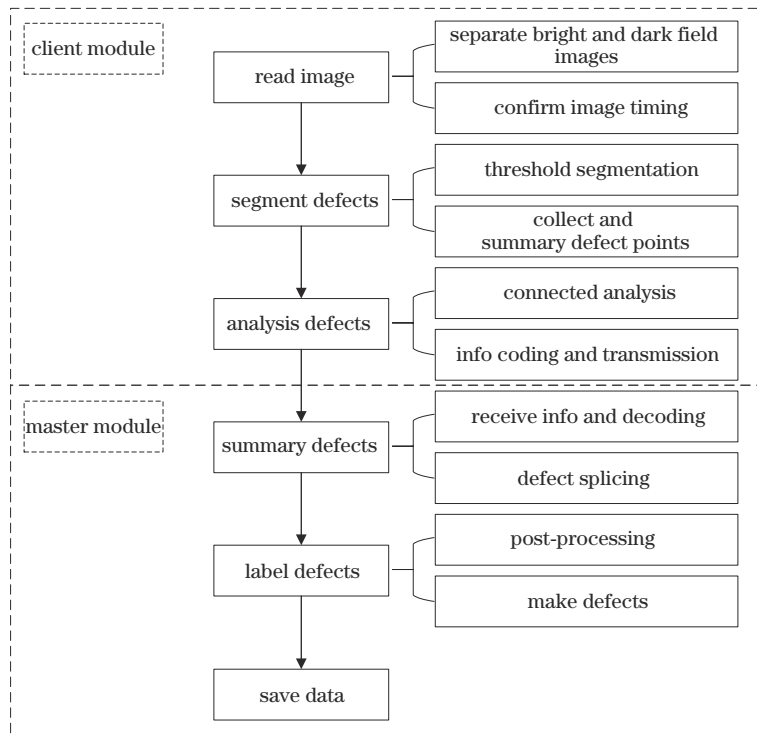 client module
read image
separate bright and dark field
images
confirm image timing
segment defects
threshold segmentation
collect and
summary defect points
analysis defects
connected analysis
info coding and transmission
master module
summary defects
receive info and decoding
defect splicing
label defects
post-processing
make defects
save data